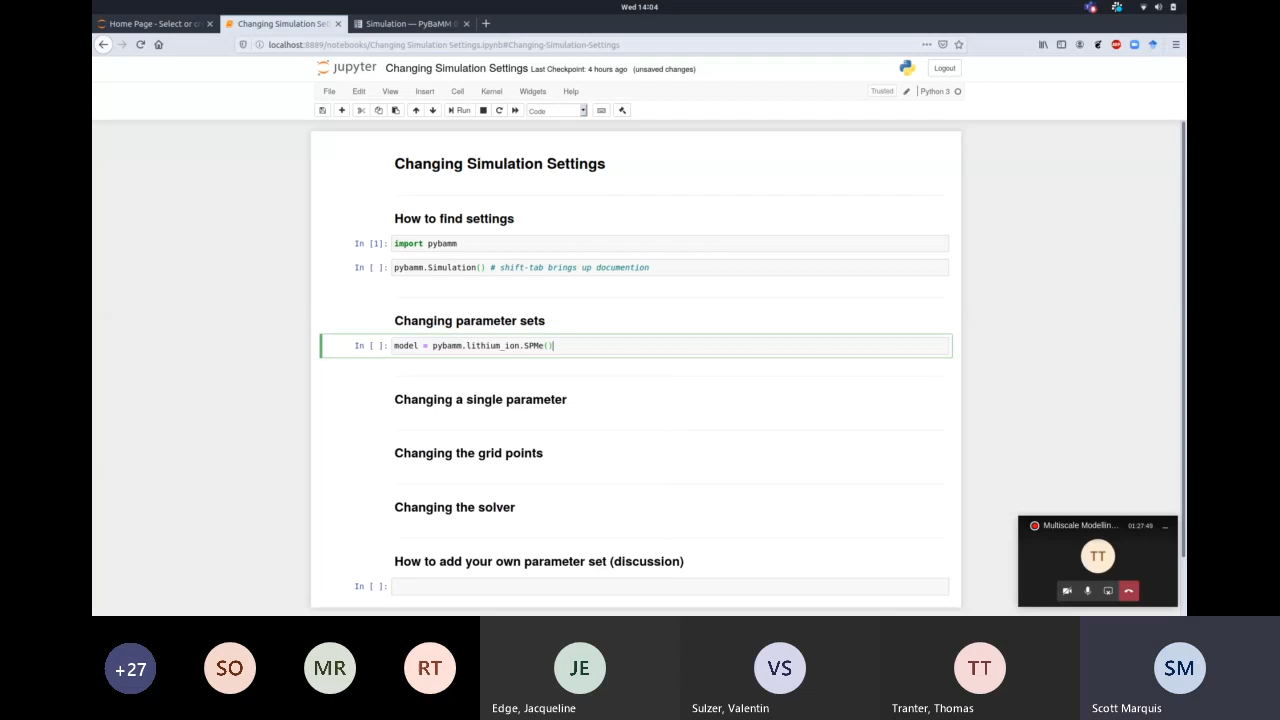 Wed 14:04
Home Page - Select or cr
Changing Simulation Set
Simulation — PyBaMM 0
localhost:8889/notebooks/Changing Simulation Settings.ipynb#Changing-Simulation-Settings
jupyter Changing Simulation Settings Last Checkpoint: 4 hours ago (unsaved changes)
Logout
File Edit View Insert Cell Kernel Widgets Help
Trusted
Python 3
Run
Code
Changing Simulation Settings
How to find settings
In [1]: import pybamm
In [ ]: pybamm.Simulation() # shift-tab brings up documention
Changing parameter sets
In [ ]: model = pybamm.lithium_ion.SPMe()
Changing a single parameter
Changing the grid points
Changing the solver
How to add your own parameter set (discussion)
In [ ]:
Multiscale Modellin... 01:27:49
TT
+27
SO
MR
RT
JE
VS
TT
SM
Edge, Jacqueline
Sulzer, Valentin
Tranter, Thomas
Scott Marquis